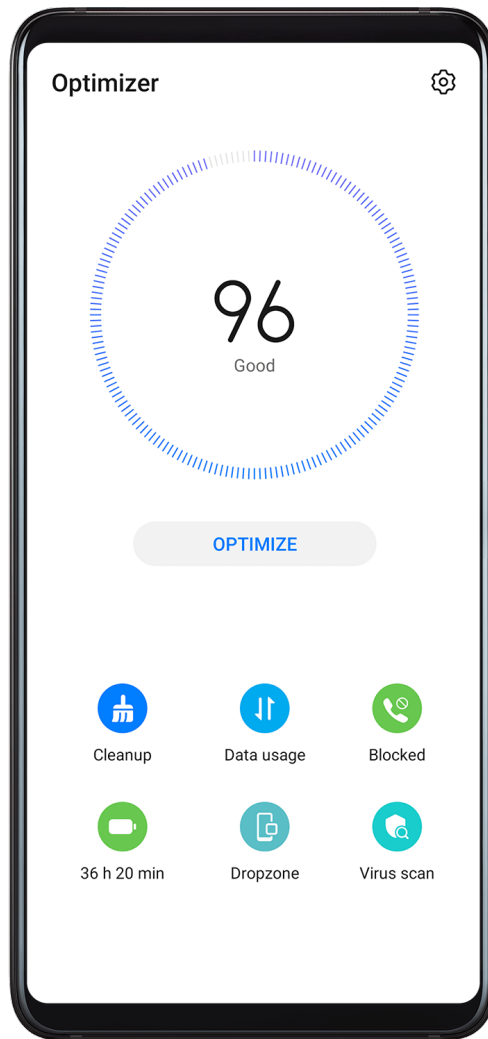 Optimizer
96
Good
OPTIMIZE
Cleanup
Data usage
Blocked
36 h 20 min
Dropzone
Virus scan